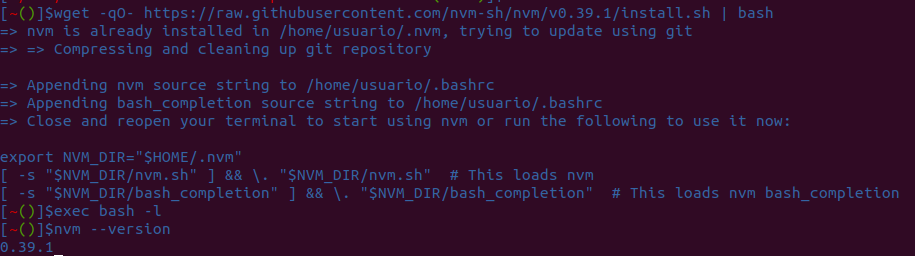 [~()]$wget -qO- https://raw.githubusercontent.com/nvm-sh/nvm/v0.39.1/install.sh | bash
=> nvm is already installed in /home/usuario/.nvm, trying to update using git
=> => Compressing and cleaning up git repository

=> Appending nvm source string to /home/usuario/.bashrc
=> Appending bash_completion source string to /home/usuario/.bashrc
=> Close and reopen your terminal to start using nvm or run the following to use it now:

export NVM_DIR="$HOME/.nvm"
[ -s "$NVM_DIR/nvm.sh" ] && \. "$NVM_DIR/nvm.sh"  # This loads nvm
[ -s "$NVM_DIR/bash_completion" ] && \. "$NVM_DIR/bash_completion"  # This loads nvm bash_completion
[~()]$exec bash -l
[~()]$nvm --version
0.39.1